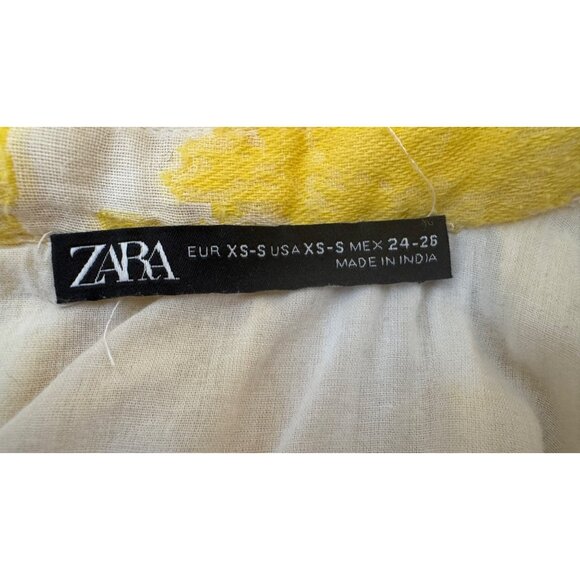 ZARA
EUR XS-S USA XS-S MEX 24-26
MADE IN INDIA